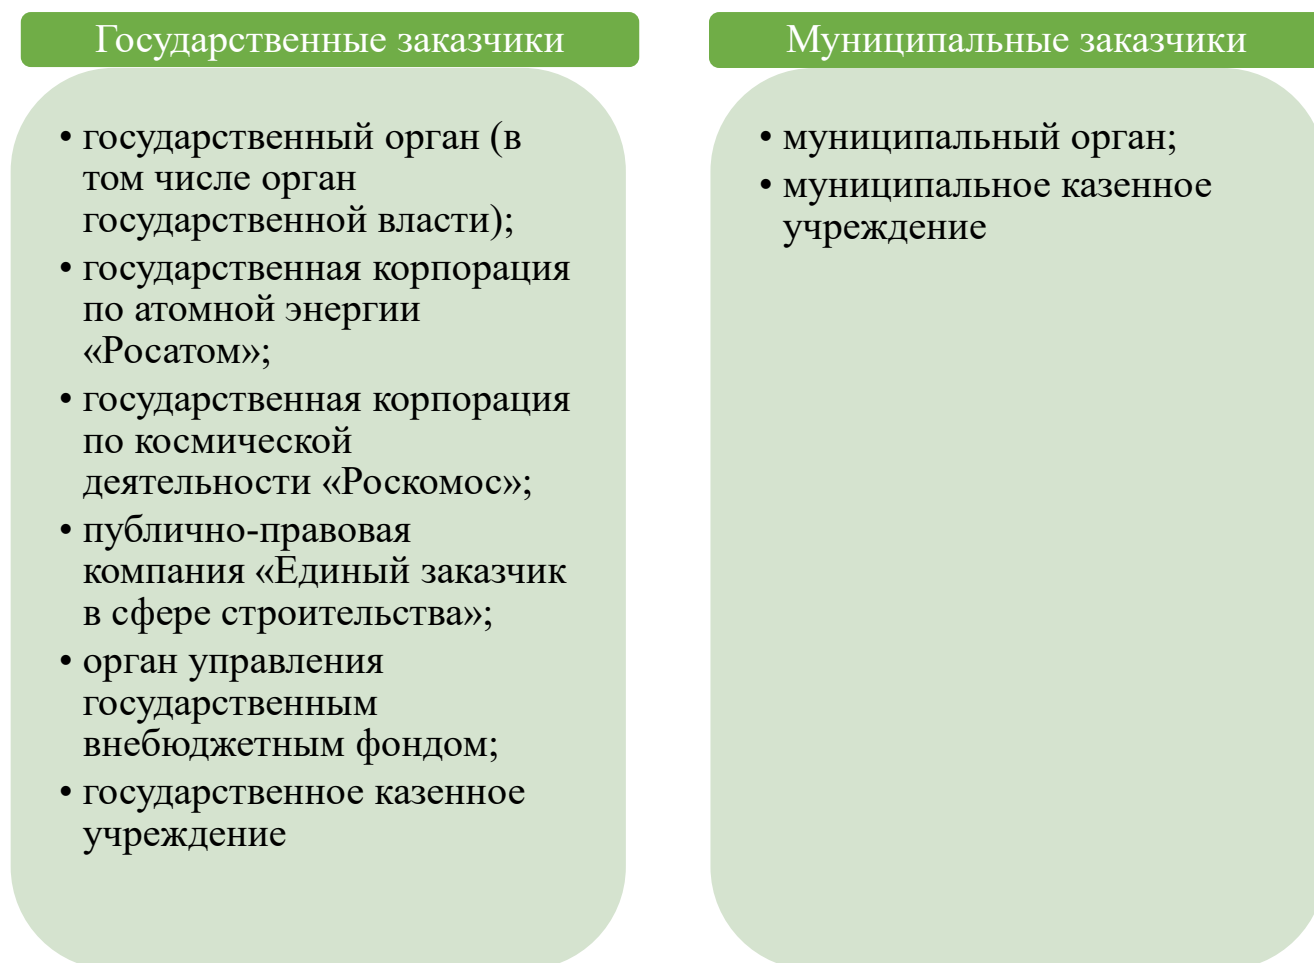 Государственные заказчики
• государственный орган (в
том числе орган
государственной власти);
• государственная корпорация
по атомной энергии
«Росатом»;
• государственная корпорация
по космической
деятельности «Роскомос»;
• публично-правовая
компания «Единый заказчик
в сфере строительства»;
• орган управления
государственным
внебюджетным фондом;
• государственное казенное
учреждение
Муниципальные заказчики
• муниципальный орган;
• муниципальное казенное
учреждение